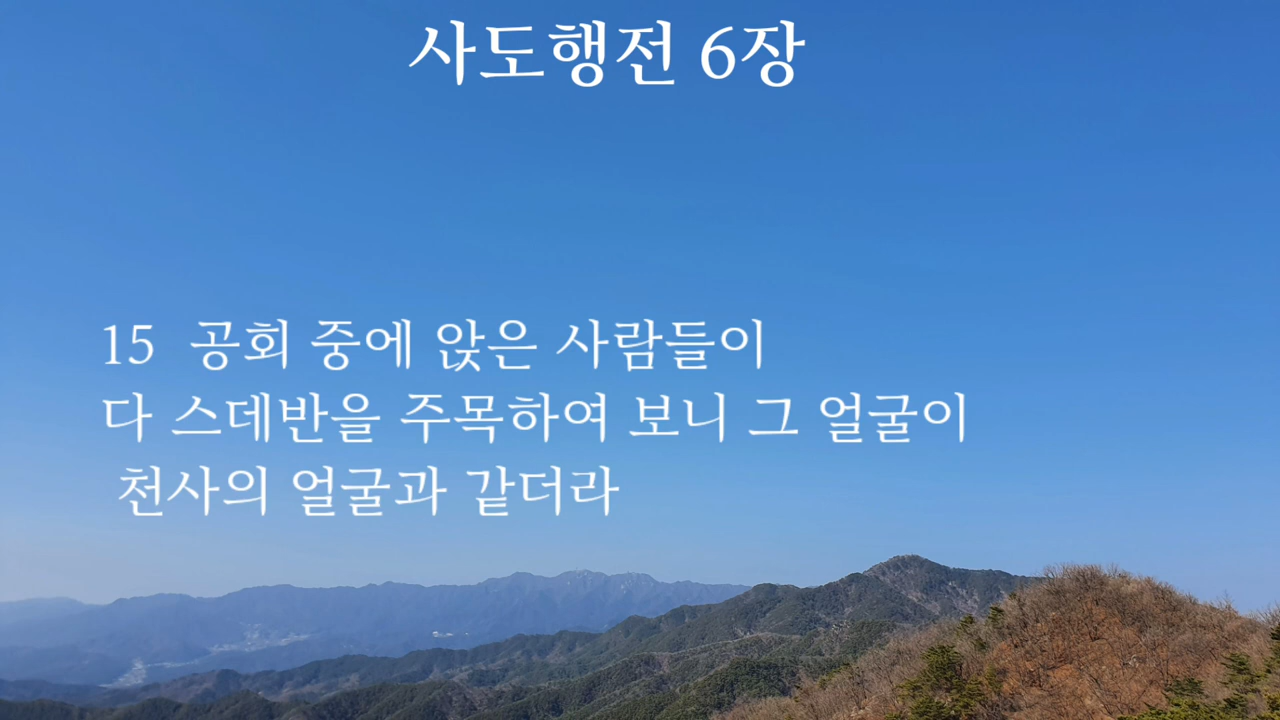 사도행전 6장
15 공회 중에 앉은 사람들이
다 스데반을 주목하여 보니 그 얼굴이
천사의 얼굴과 같더라